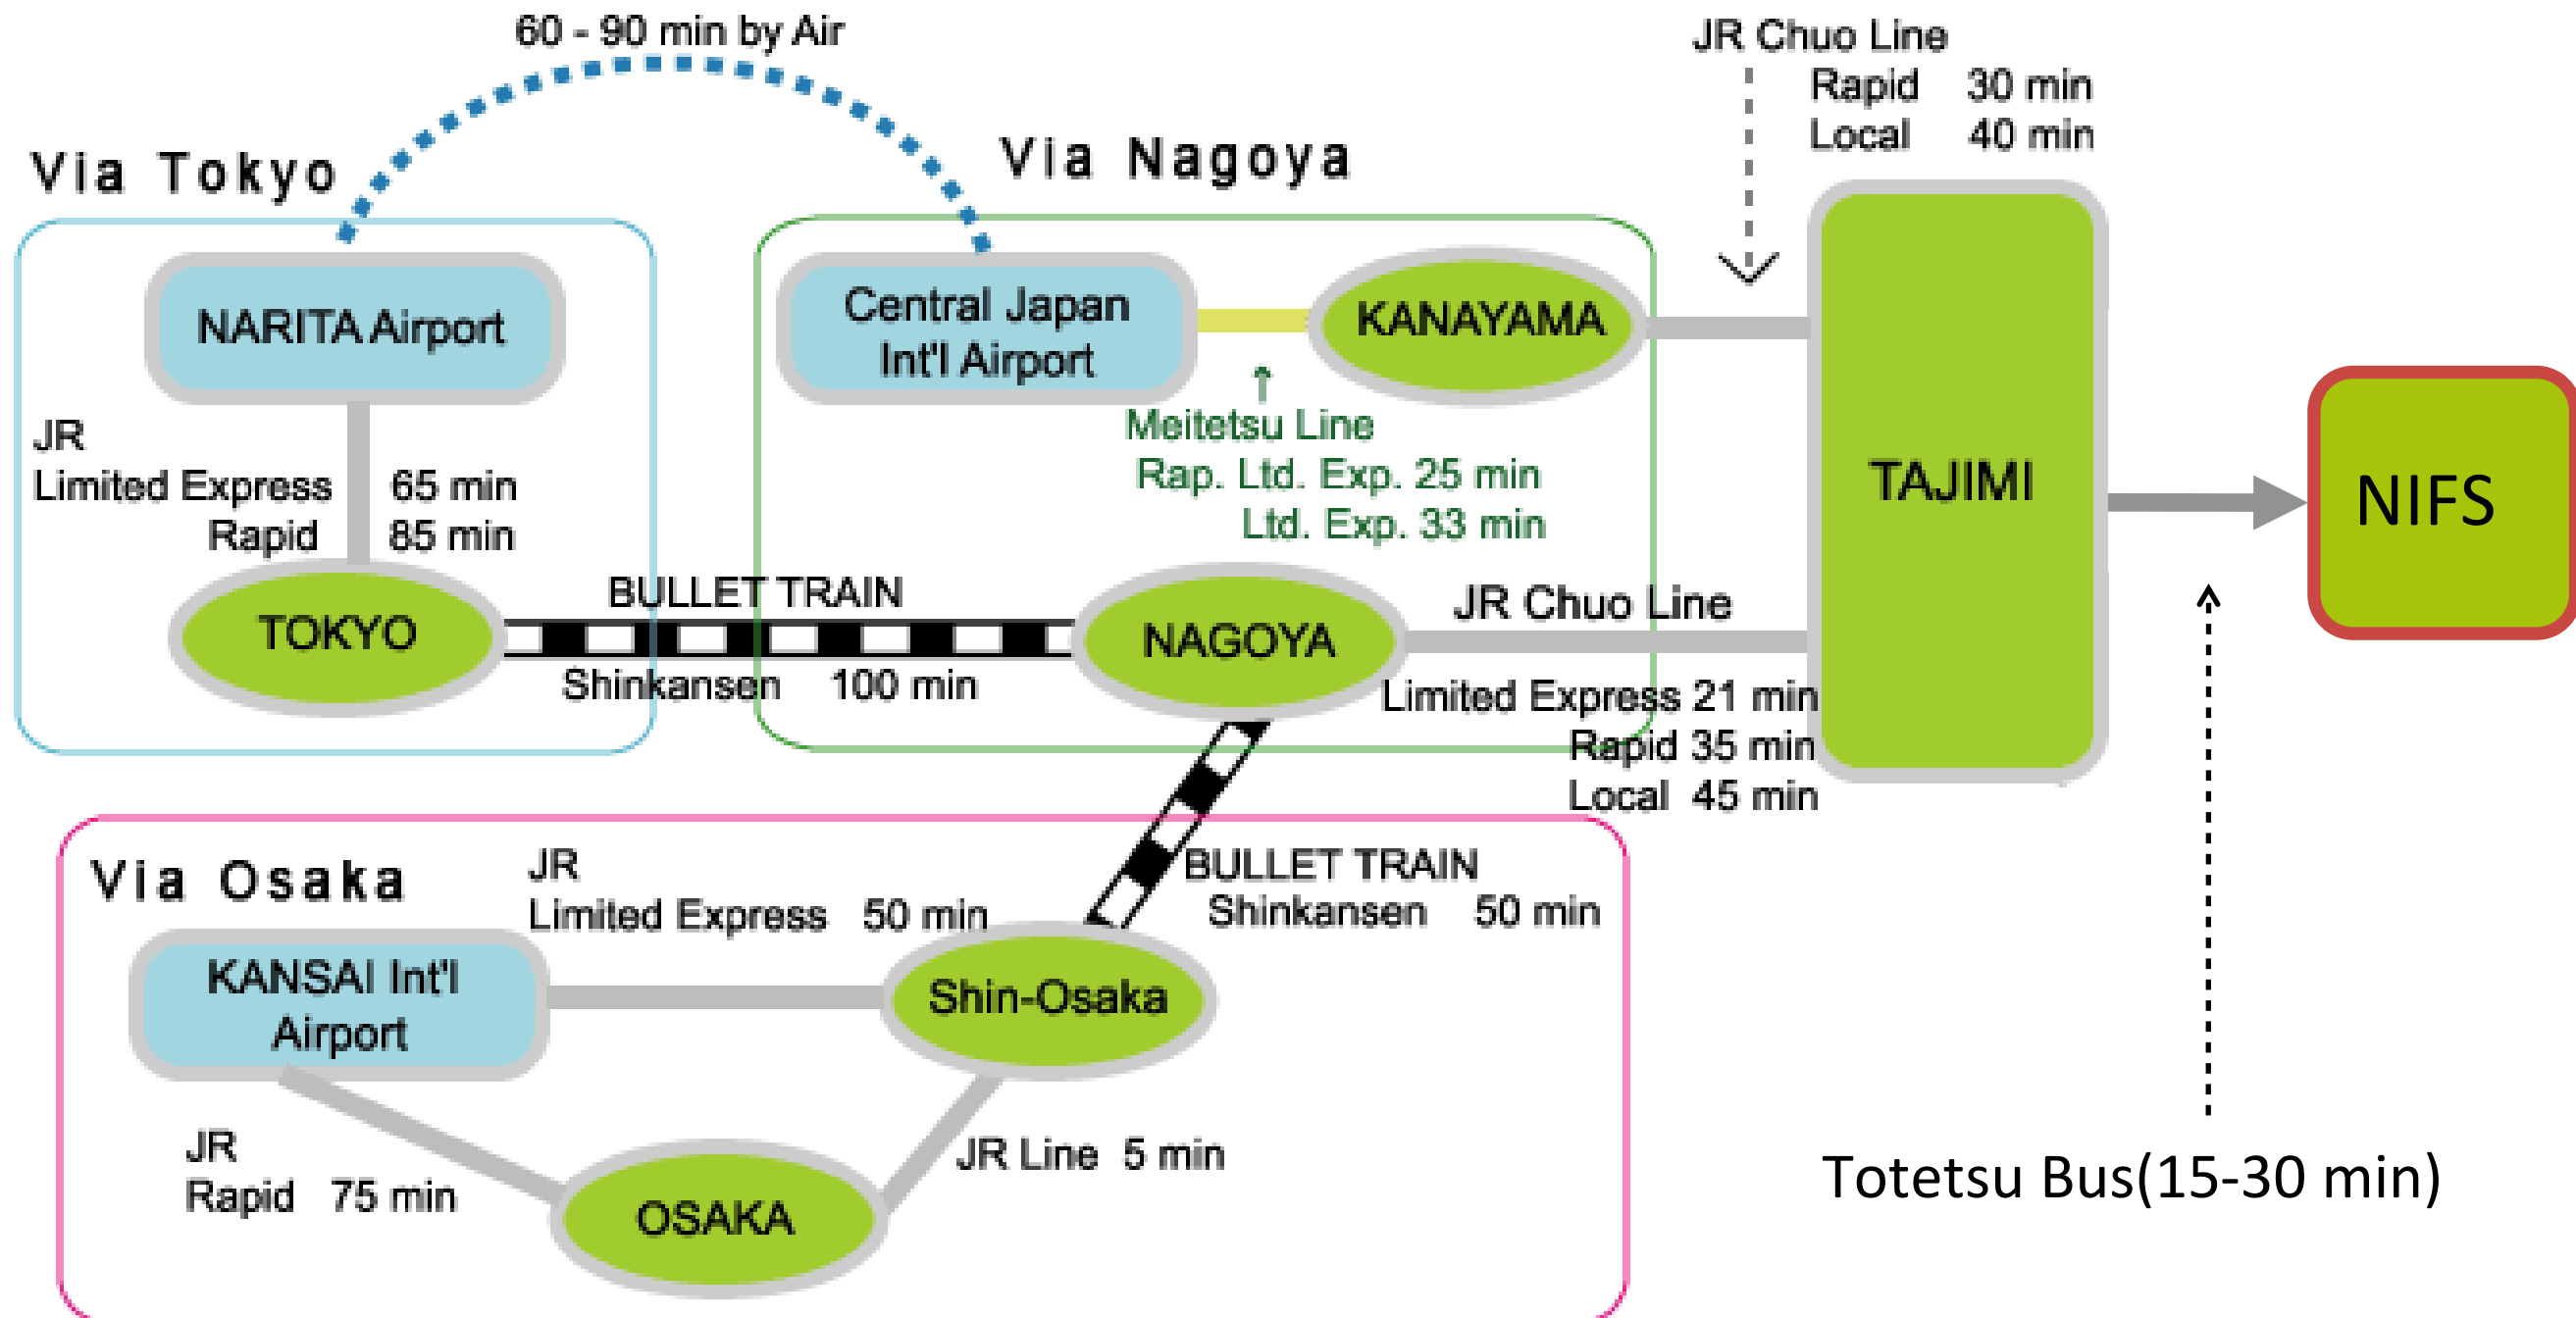 60 - 90 min by Air
JR Chuo Line
Rapid 30 min
Local 40 min
Via Tokyo
Via Nagoya
NARITA Airport
Central Japan
Int'l Airport
KANAYAMA
Meitetsu Line
Rap. Ltd. Exp. 25 min
Ltd. Exp. 33 min
JR
Limited Express 65 min
Rapid 85 min
TAJIMI
NIFS
TOKYO
BULLET TRAIN
Shinkansen 100 min
NAGOYA
JR Chuo Line
Limited Express 21 min
Rapid 35 min
Local 45 min
Via Osaka
JR
Limited Express 50 min
BULLET TRAIN
Shinkansen 50 min
KANSAI Int'l
Airport
Shin-Osaka
JR
Rapid 75 min
JR Line 5 min
OSAKA
Totetsu Bus(15-30 min)